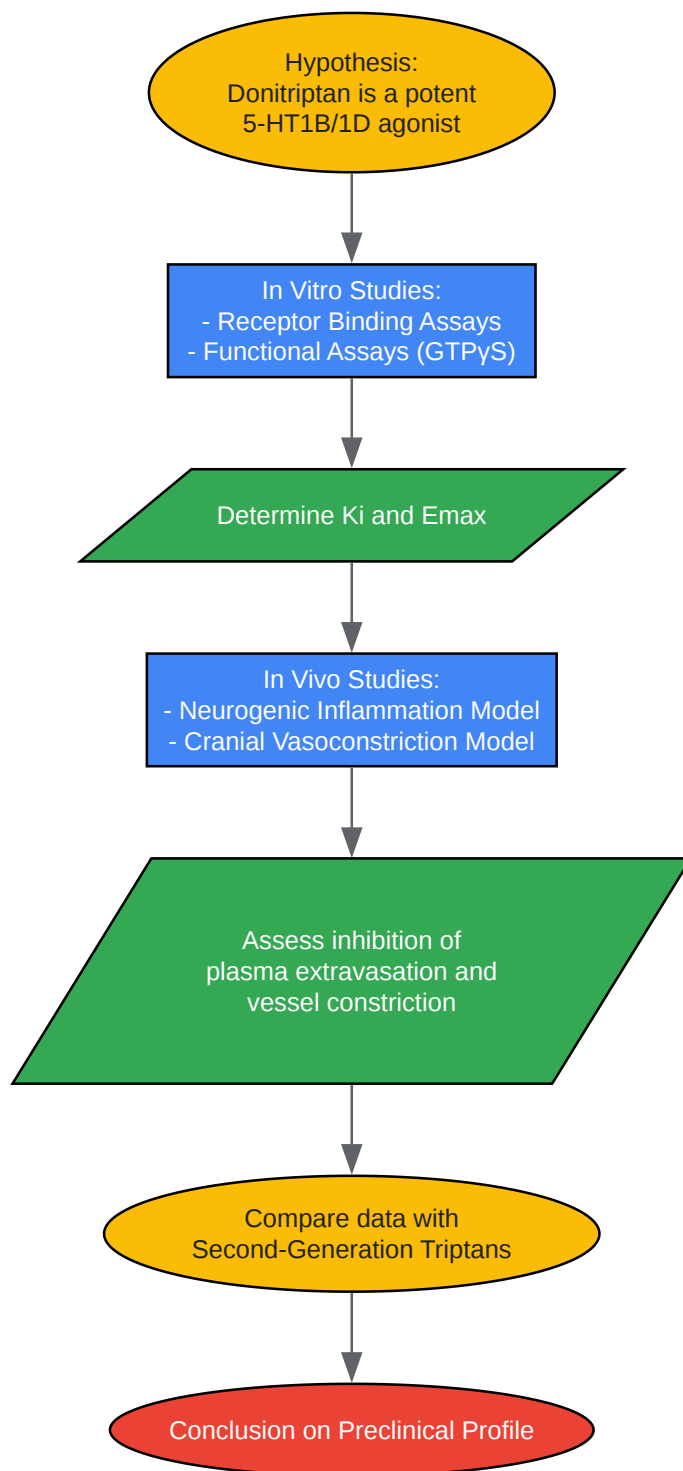 Hypothesis:
Donitriptan is a potent
5-HT1B/1D agonist
In Vitro Studies:
- Receptor Binding Assays
- Functional Assays (GTPγS)
Determine Ki and Emax
In Vivo Studies:
- Neurogenic Inflammation Model
- Cranial Vasoconstriction Model
Assess inhibition of
plasma extravasation and
vessel constriction
Compare data with
Second-Generation Triptans
Conclusion on Preclinical Profile